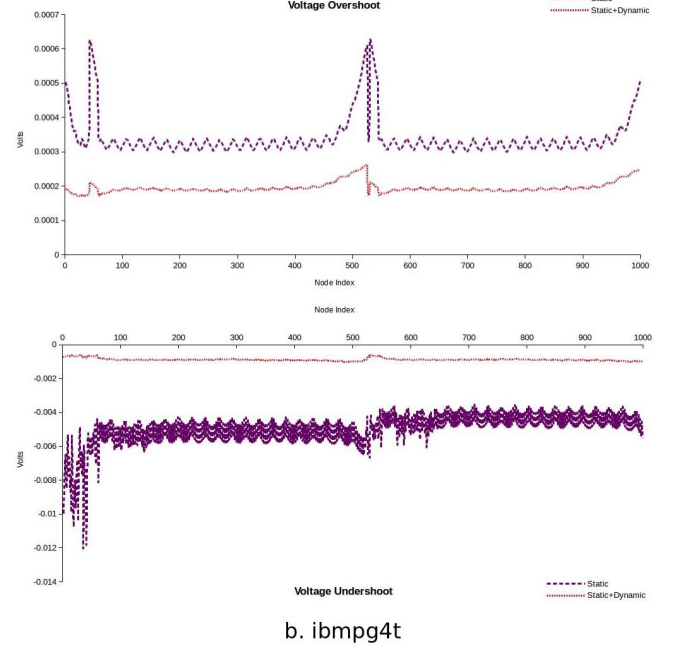 Voltage Overshoot
Static+Dynamic
0.0007
0.0006
0.0005
0.0004
0.0003
0.0002
0.0001
0
Volts
0 100 200 300 400 500 600 700 800 900 1000
Node Index
Node Index
0 100 200 300 400 500 600 700 800 900 1000
0
-0.002
-0.004
-0.006
-0.008
-0.01
-0.012
-0.014
Volts
Voltage Undershoot
Static
Static+Dynamic
b. ibmpg4t